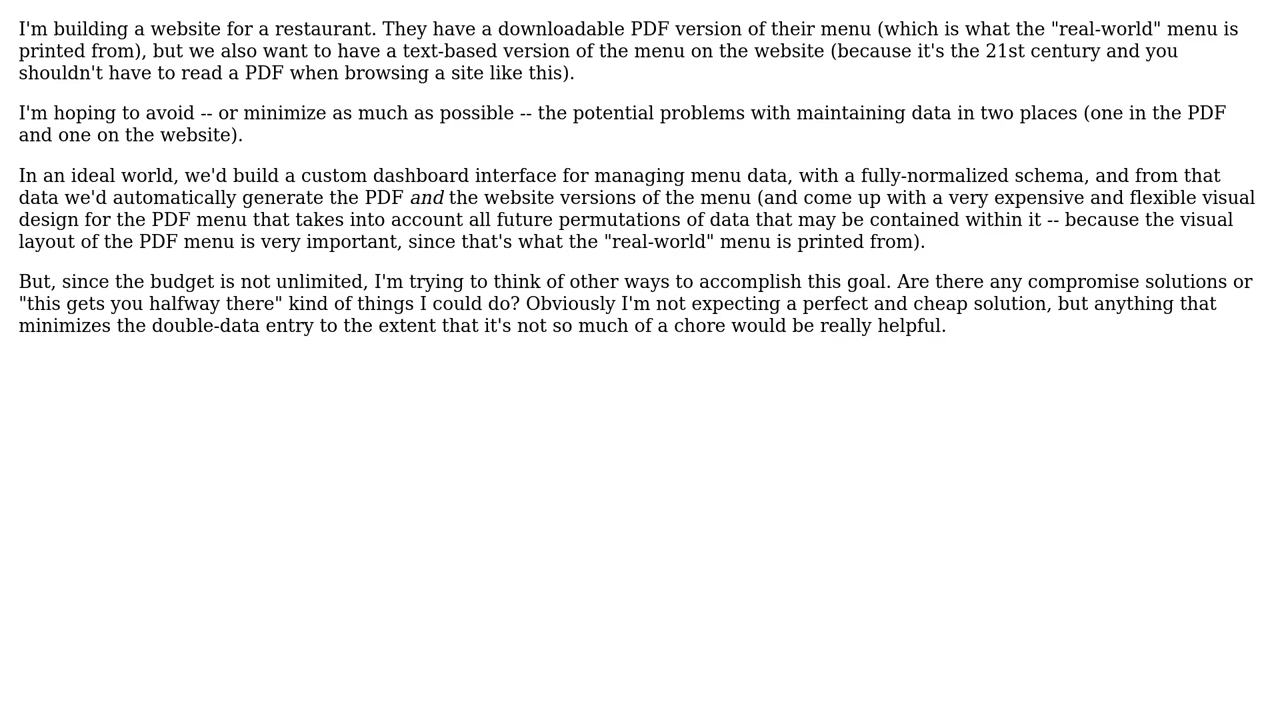 I'm building a website for a restaurant. They have a downloadable PDF version of their menu (which is what the "real-world" menu is
printed from), but we also want to have a text-based version of the menu on the website (because it's the 21st century and you
shouldn't have to read a PDF when browsing a site like this).
I'm hoping to avoid -- or minimize as much as possible -- the potential problems with maintaining data in two places (one in the PDF
and one on the website).
In an ideal world, we'd build a custom dashboard interface for managing menu data, with a fully-normalized schema, and from that
data we'd automatically generate the PDF and the website versions of the menu (and come up with a very expensive and flexible visual
design for the PDF menu that takes into account all future permutations of data that may be contained within it -- because the visual
layout of the PDF menu is very important, since that's what the "real-world" menu is printed from).
But, since the budget is not unlimited, I'm trying to think of other ways to accomplish this goal. Are there any compromise solutions or
"this gets you halfway there" kind of things I could do? Obviously I'm not expecting a perfect and cheap solution, but anything that
minimizes the double-data entry to the extent that it's not so much of a chore would be really helpful.